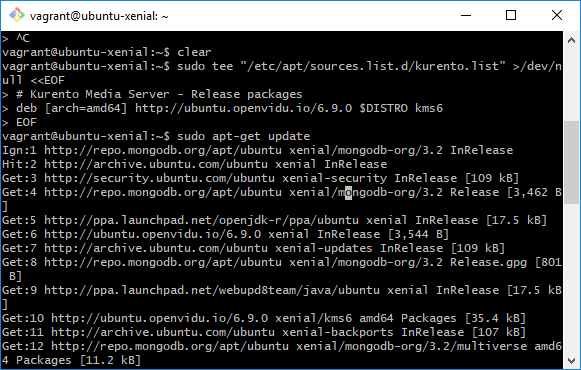 vagrant@ubuntu-xenial: ~
> ^C
vagrant@ubuntu-xenial:~$ clear
vagrant@ubuntu-xenial:~$ sudo tee "/etc/apt/sources.list.d/kurento.list" >/dev/n
ull <<EOF
> # Kurento Media Server - Release packages
> deb [arch=amd64] http://ubuntu.openvidu.io/6.9.0 $DISTRO kms6
> EOF
vagrant@ubuntu-xenial:~$ sudo apt-get update
Ign:1 http://repo.mongodb.org/apt/ubuntu xenial/mongodb-org/3.2 InRelease
Hit:2 http://archive.ubuntu.com/ubuntu xenial InRelease
Get:3 http://security.ubuntu.com/ubuntu xenial-security InRelease [109 kB]
Get:4 http://repo.mongodb.org/apt/ubuntu xenial/mongodb-org/3.2 Release [3,462 B
]
Get:5 http://ppa.launchpad.net/openjdk-r/ppa/ubuntu xenial InRelease [17.5 kB]
Get:6 http://ubuntu.openvidu.io/6.9.0 xenial InRelease [3,544 B]
Get:7 http://archive.ubuntu.com/ubuntu xenial-updates InRelease [109 kB]
Get:8 http://repo.mongodb.org/apt/ubuntu xenial/mongodb-org/3.2 Release.gpg [801
 B]
Get:9 http://ppa.launchpad.net/webupd8team/java/ubuntu xenial InRelease [17.5 kB
]
Get:10 http://ubuntu.openvidu.io/6.9.0 xenial/kms6 amd64 Packages [35.4 kB]
Get:11 http://archive.ubuntu.com/ubuntu xenial-backports InRelease [107 kB]
Get:12 http://repo.mongodb.org/apt/ubuntu xenial/mongodb-org/3.2/multiverse amd6
4 Packages [11.2 kB]